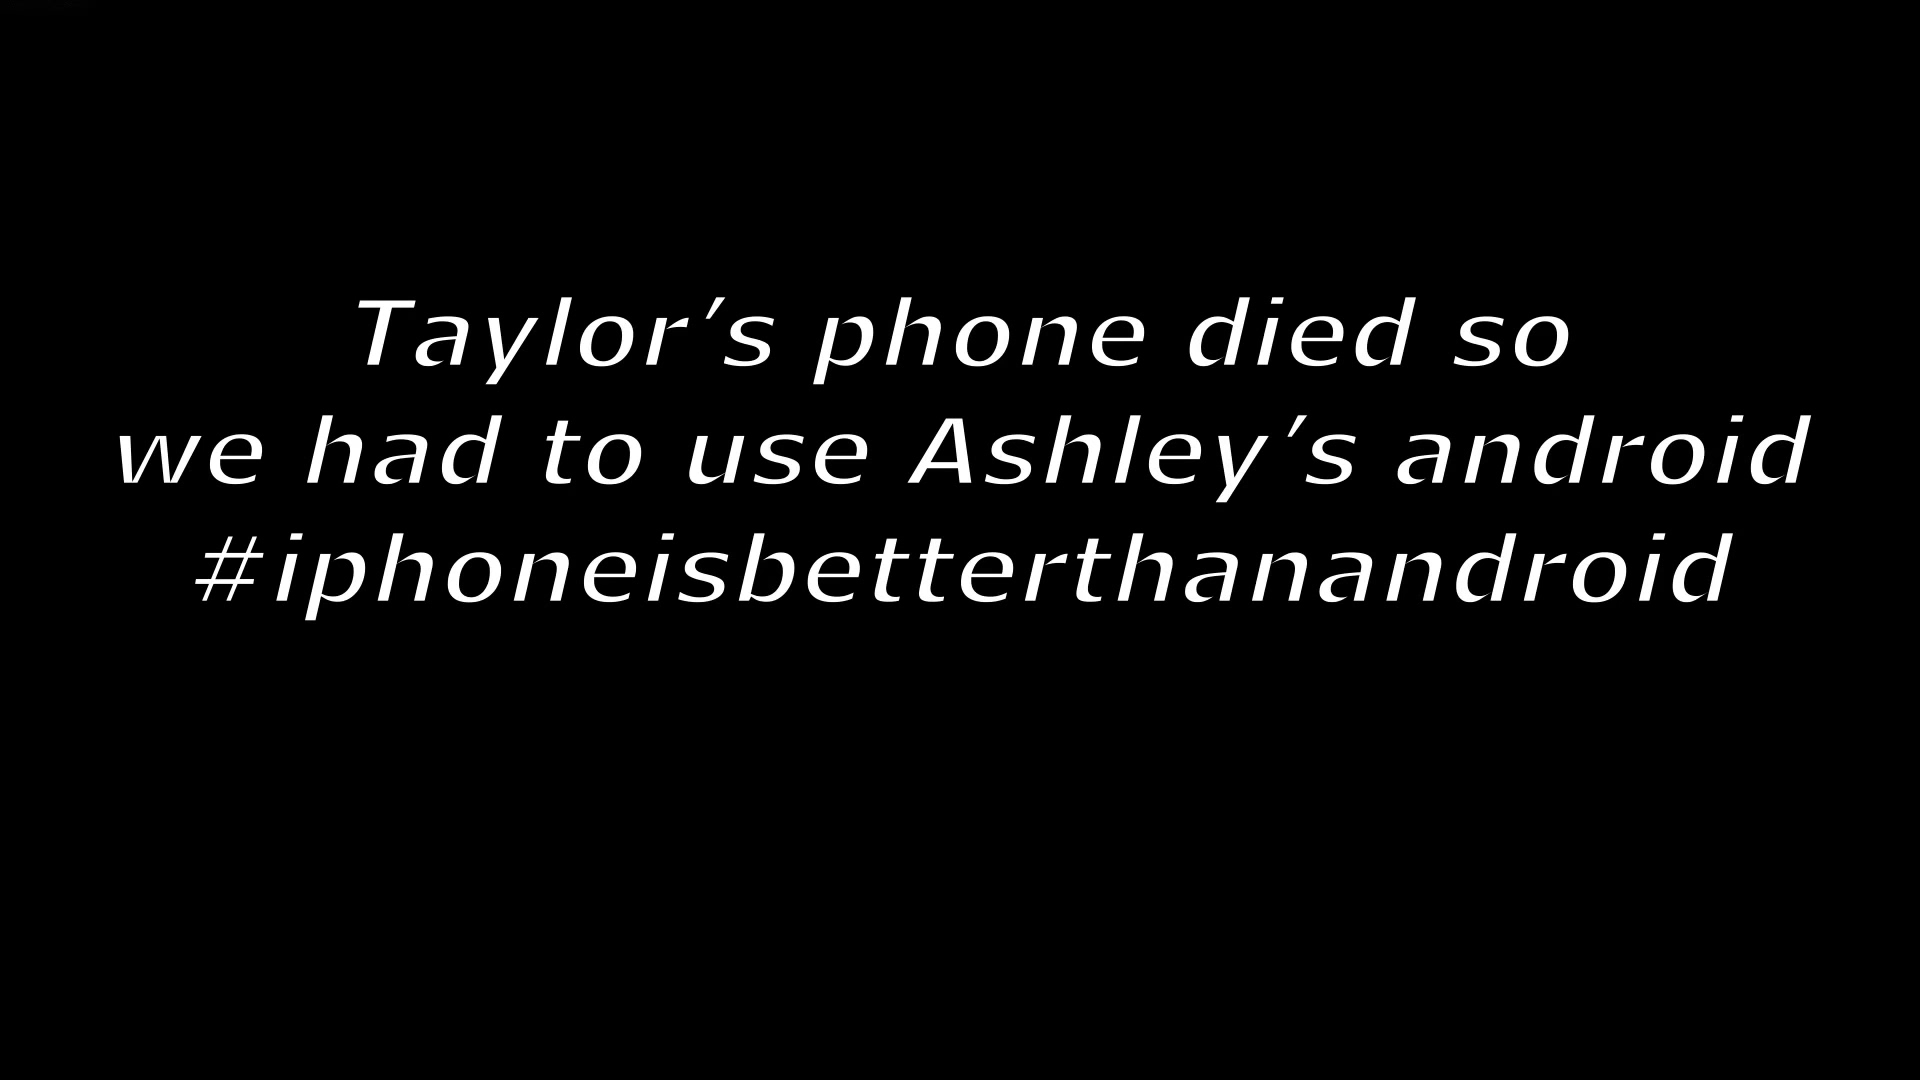 Taylor’s phone died so
we had to use Ashley’s android
#iphoneisbetterthanandroid